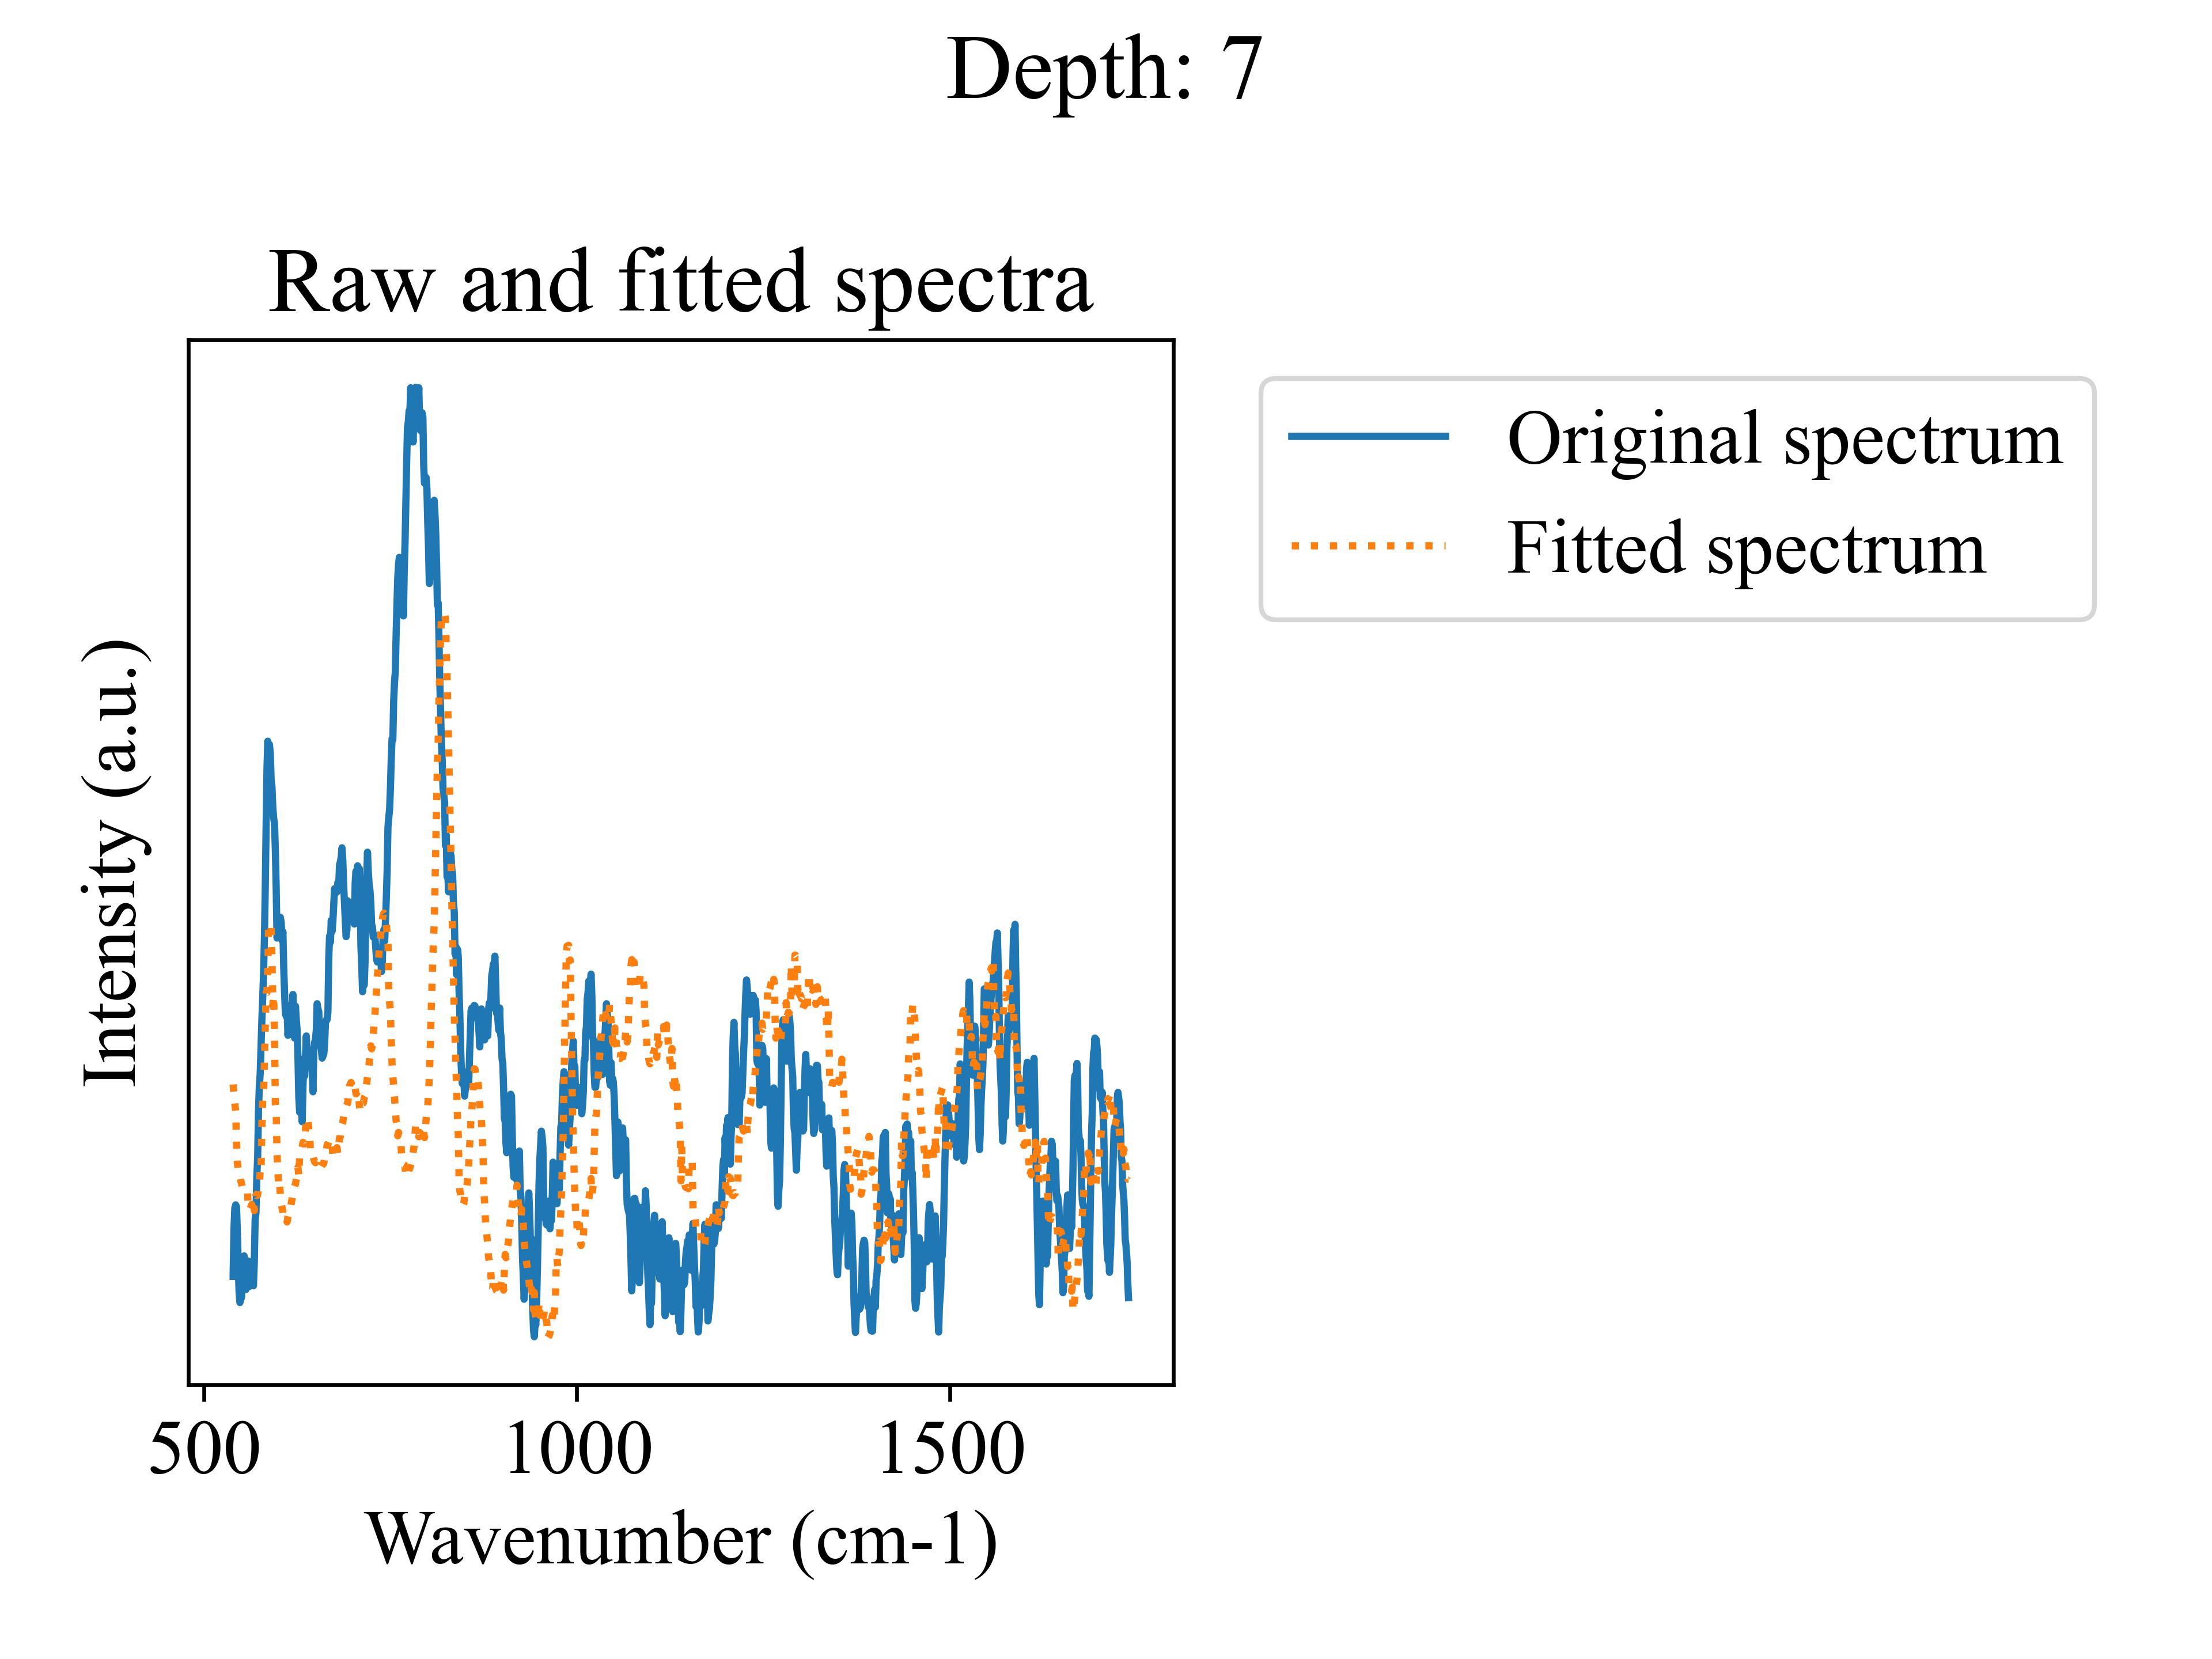 Depth: 7
Raw and fitted spectra
Original spectrum
Fitted spectrum
Intensity (a.u.)
500 1000 1500
Wavenumber (cm-1)